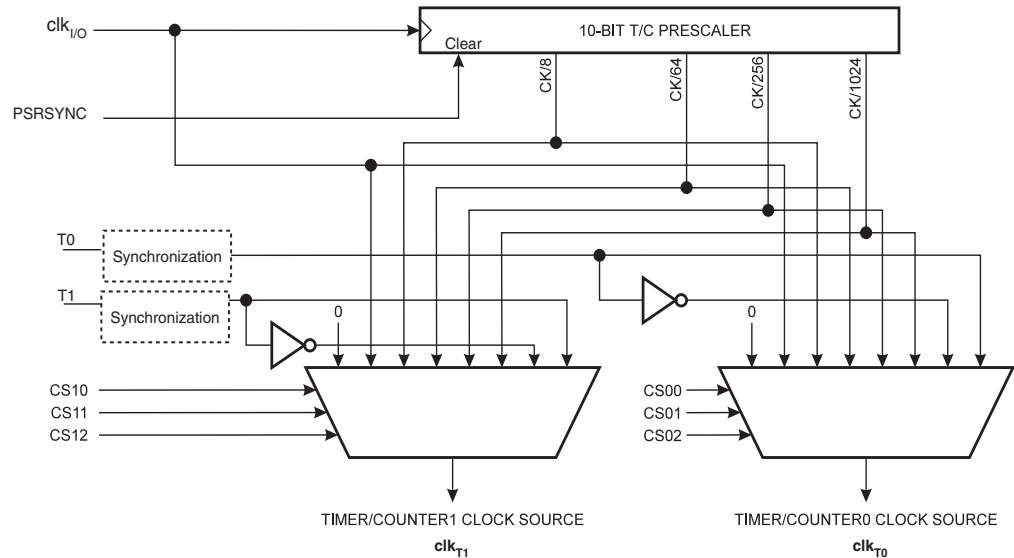 clkI/O
10-BIT T/C PRESCALER
Clear
CK/8
CK/64
CK/256
CK/1024
PSRSYNC
T0
Synchronization
T1
Synchronization
0
0
CS10
CS11
CS12
CS00
CS01
CS02
TIMER/COUNTER1 CLOCK SOURCE
clkT1
TIMER/COUNTER0 CLOCK SOURCE
clkT0